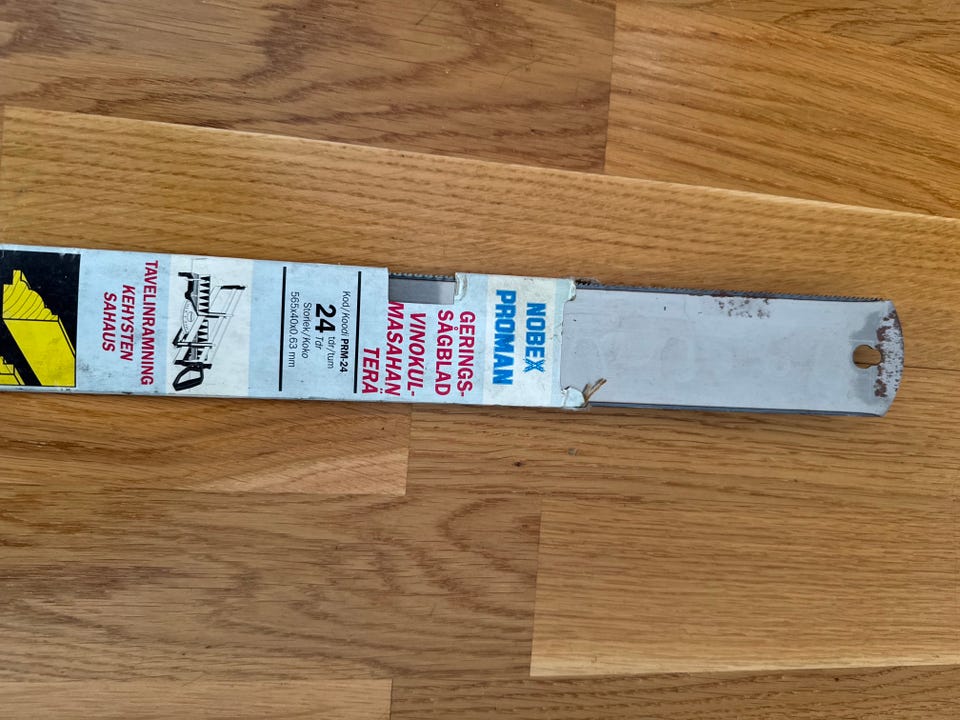 NOBEX
PROMAN
GERINGS-
SÅGBLAD
VINOKUL-
MASAHAN
TERÄ
Kod/Koodi PRM-24
24 tdr/tum
Tdr
Storlek/Koko
565x40x0,63 mm
TAVELINRAMNING
KEHYSTEN
SAHAUS